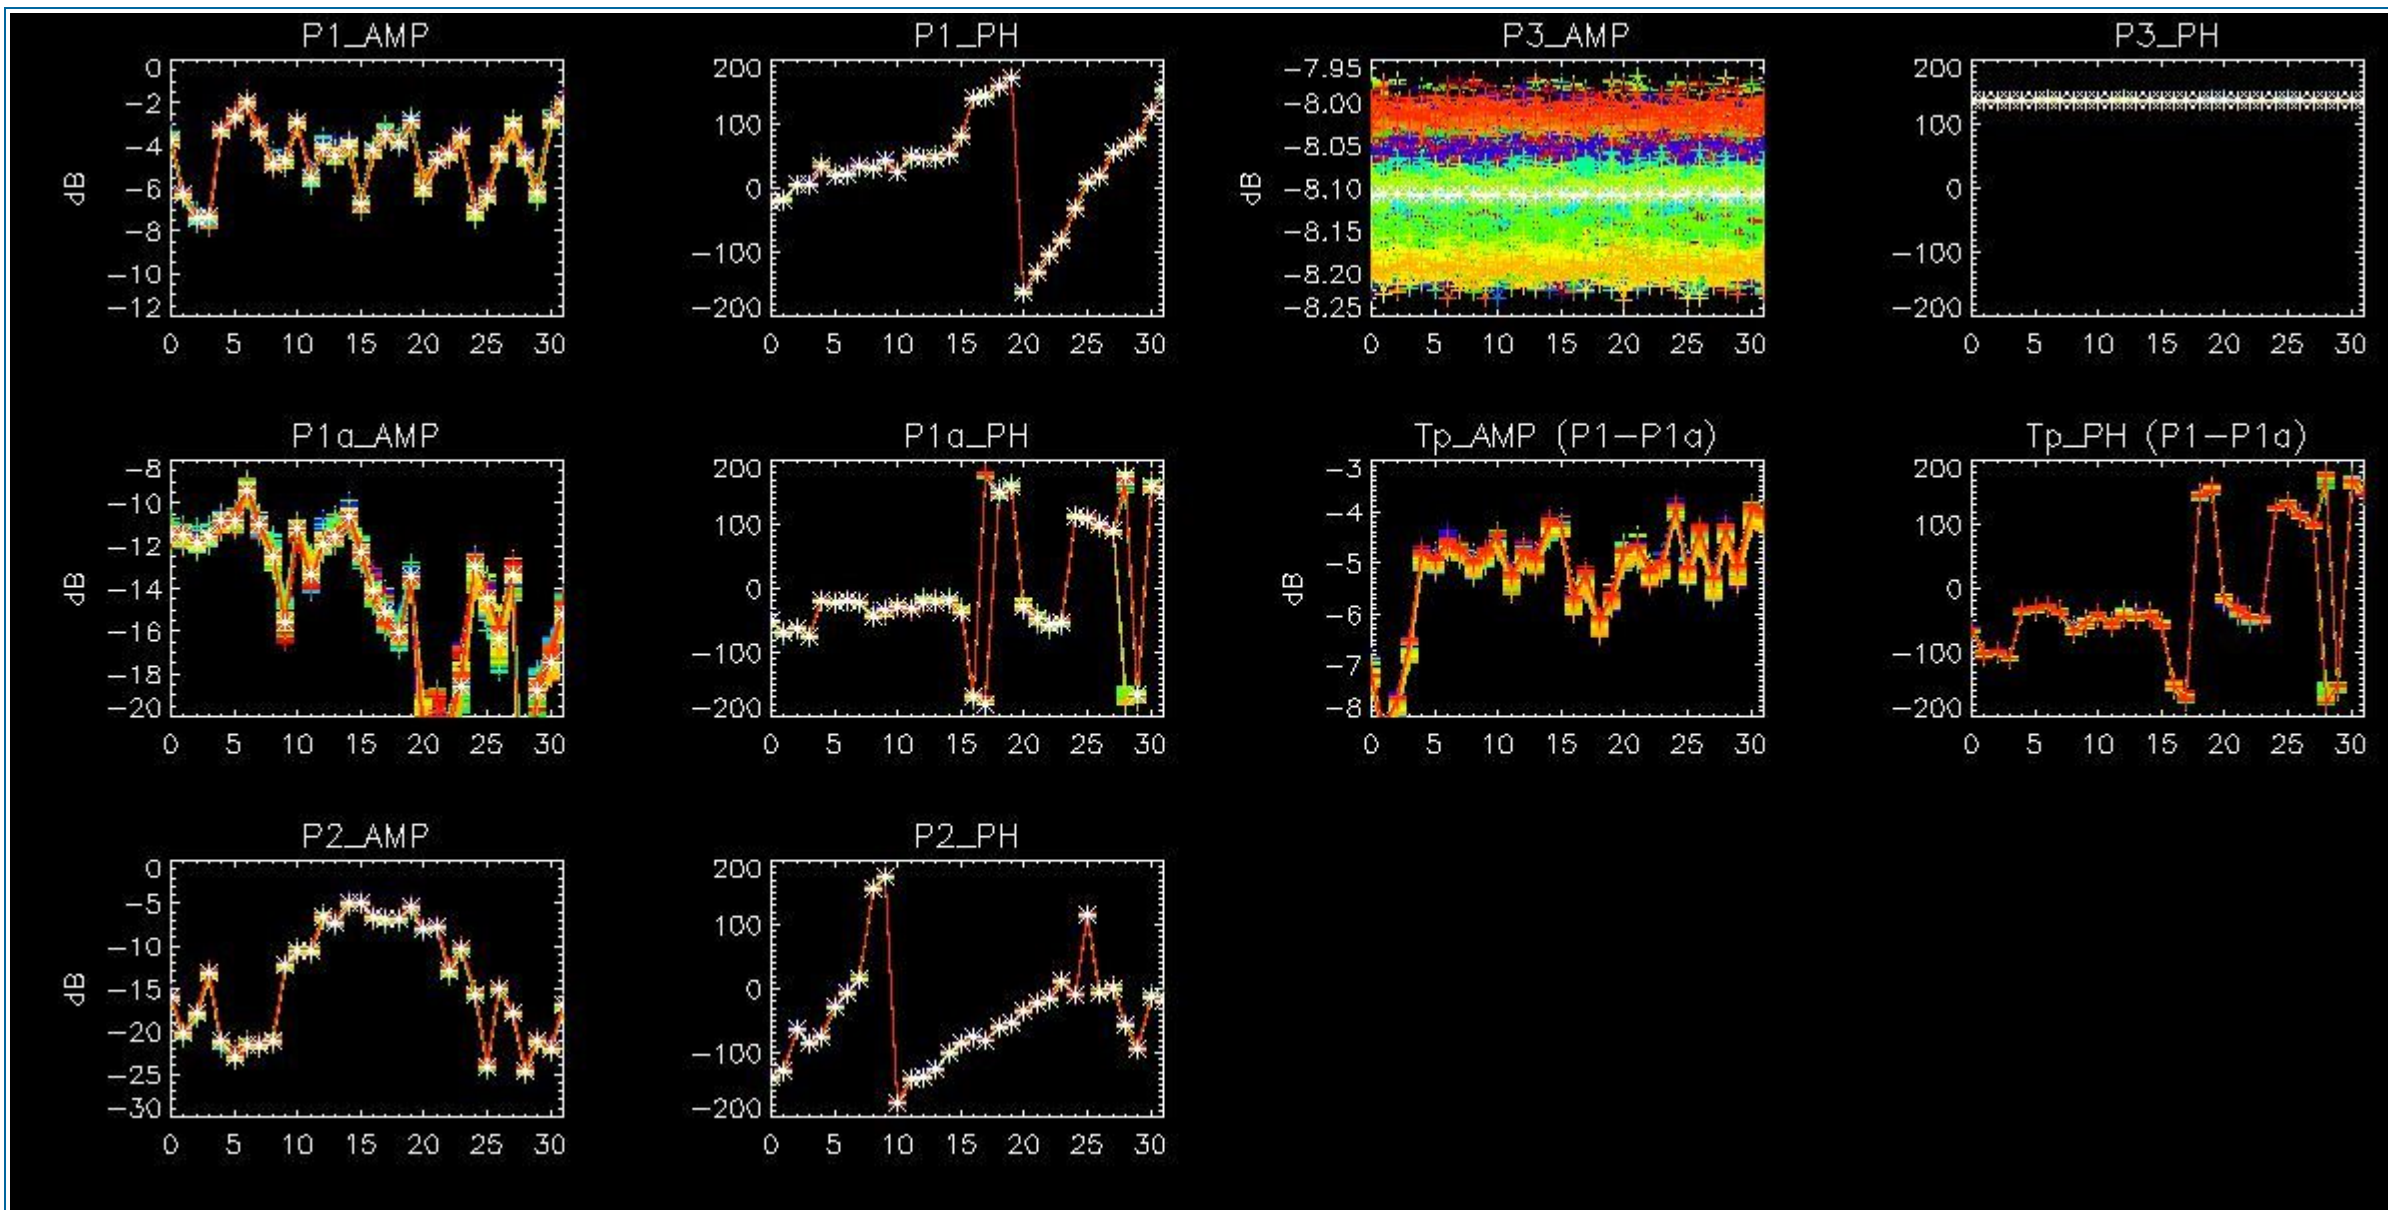 P1_AMP P1_PH P3_AMP P3_PH
0 200 -7.95 200
-2 100 -8.00 100
-4 0 -8.05 0
-6 -100 -8.10 -100
-8 -200 -8.15 -200
-10 -8.20
-12 -8.25
dB dB
0 5 10 15 20 25 30 0 5 10 15 20 25 30 0 5 10 15 20 25 30 0 5 10 15 20 25 30
P1a_AMP P1a_PH Tp_AMP (P1-P1a) Tp_PH (P1-P1a)
-8 200 -3 200
-10 100 -4 100
-12 0 -5 0
-14 -100 -6 -100
-16 -200 -7 -200
-18 -8
-20
dB dB
0 5 10 15 20 25 30 0 5 10 15 20 25 30 0 5 10 15 20 25 30 0 5 10 15 20 25 30
P2_AMP P2_PH
0 200
-5 100
-10 0
-15 -100
-20 -200
-25
-30
dB
0 5 10 15 20 25 30 0 5 10 15 20 25 30